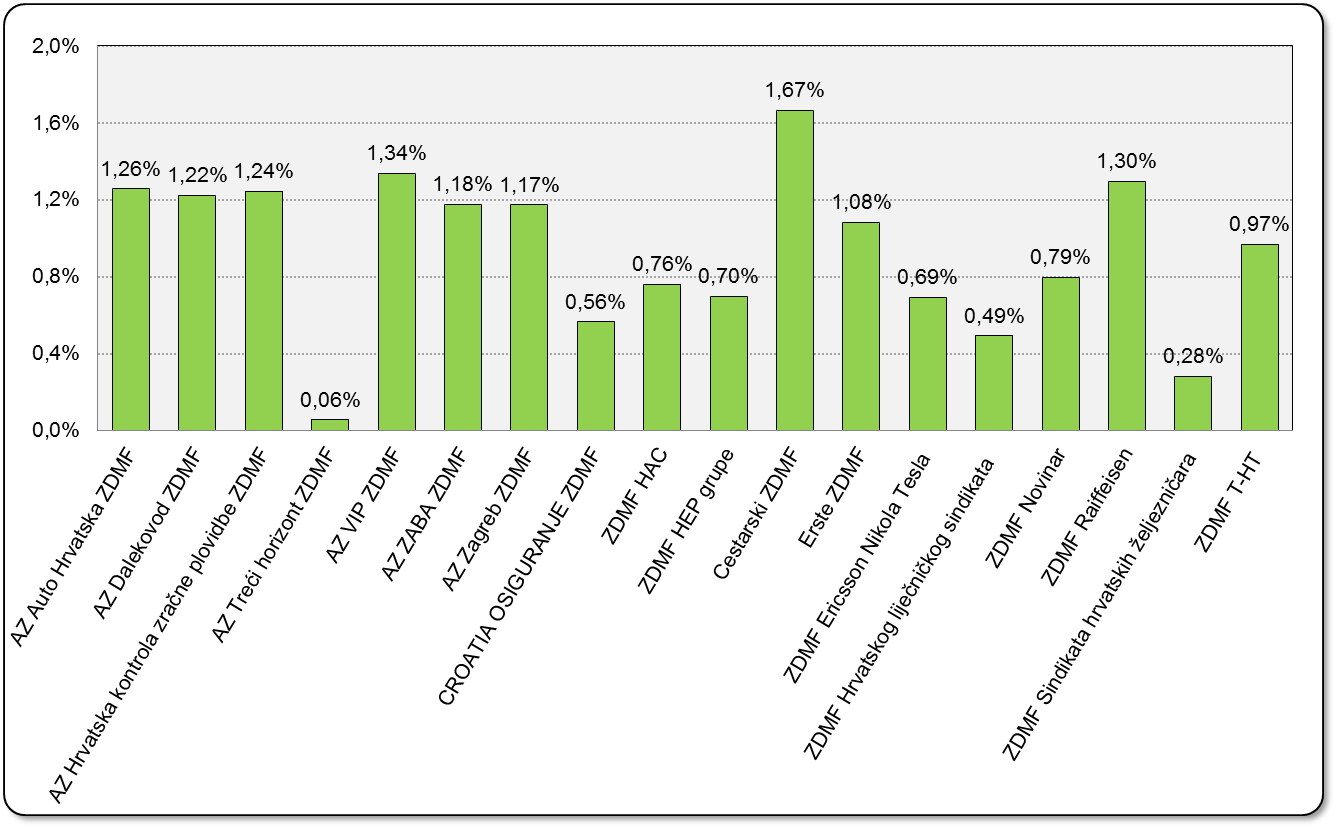 2,0%
1,6%
1,2%
0,8%
0,4%
0,0%
1,26%
1,22%
1,24%
0,06%
1,34%
1,18%
1,17%
0,56%
0,76%
0,70%
1,67%
1,08%
0,69%
0,49%
0,79%
1,30%
0,28%
0,97%
AZ Auto Hrvatska ZDMF
AZ Dalekovod ZDMF
AZ Hrvatska kontrola zračne plovidbe ZDMF
AZ Treći horizont ZDMF
AZ VIP ZDMF
AZ ZABA ZDMF
AZ Zagreb ZDMF
CROATIA OSIGURANJE ZDMF
ZDMF HAC
ZDMF HEP grupe
Cestarski ZDMF
Erste ZDMF
ZDMF Ericsson Nikola Tesla
ZDMF Hrvatskog liječničkog sindikata
ZDMF Novinar
ZDMF Raiffeisen
ZDMF Sindikata hrvatskih željezničara
ZDMF T-HT